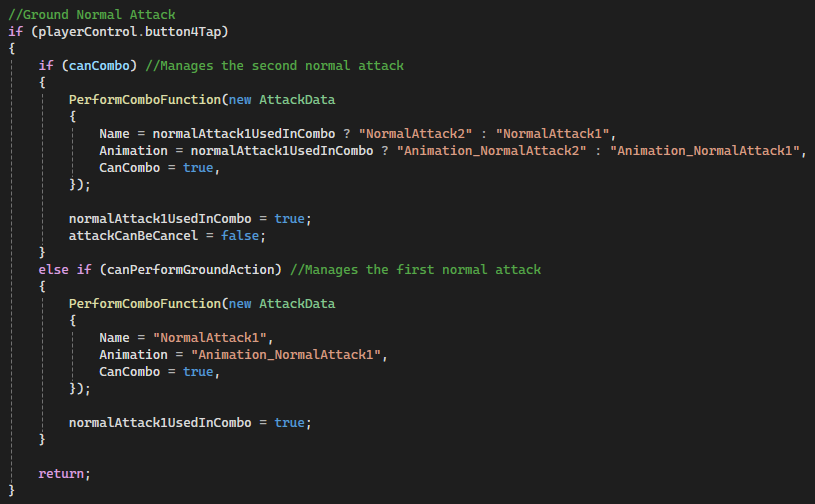 //Ground Normal Attack
if (playerControl.button4Tap)
{
if (canCombo) //Manages the second normal attack
{
PerformComboFunction(new AttackData
{
Name = normalAttack1UsedInCombo ? "NormalAttack2" : "NormalAttack1",
Animation = normalAttack1UsedInCombo ? "Animation_NormalAttack2" : "Animation_NormalAttack1",
CanCombo = true,
});
normalAttack1UsedInCombo = true;
attackCanBeCancel = false;
}
else if (canPerformGroundAction) //Manages the first normal attack
{
PerformComboFunction(new AttackData
{
Name = "NormalAttack1",
Animation = "Animation_NormalAttack1",
CanCombo = true,
});
normalAttack1UsedInCombo = true;
}
return;
}